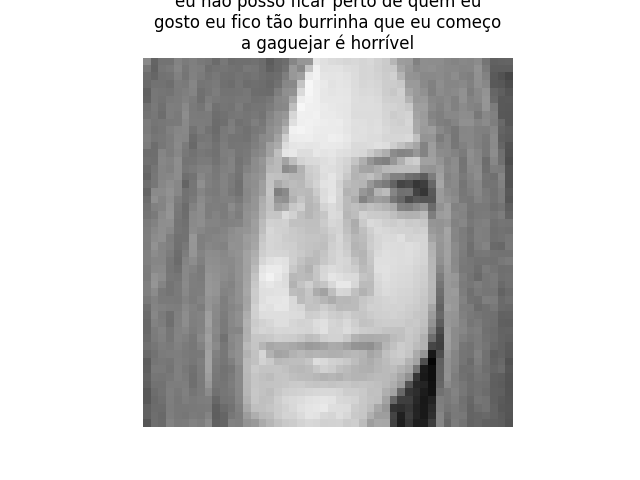 eu não posso ficar perto de quem eu
gosto eu fico tão burrinha que eu começo
a gaguejar é horrível